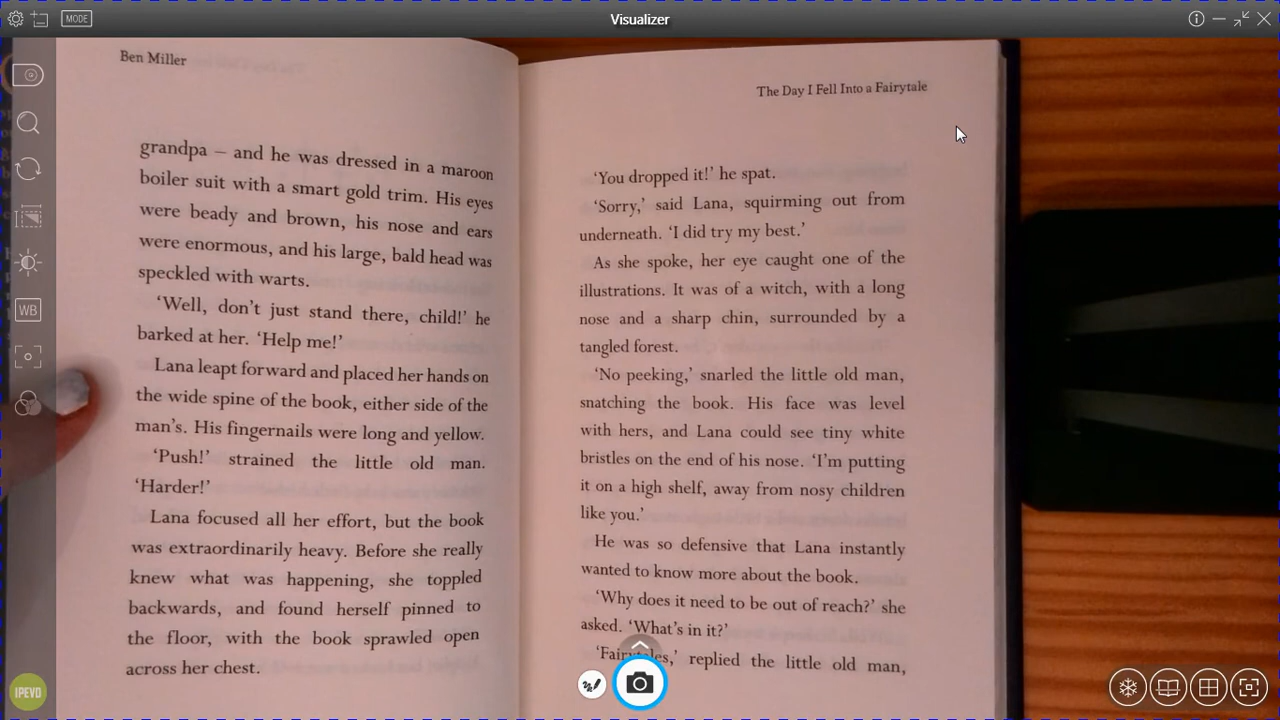 Visualizer
MODE
WB
IPEVO
Ben Miller
grandpa – and he was dressed in a maroon
boiler suit with a smart gold trim. His eyes
were beady and brown, his nose and ears
were enormous, and his large, bald head was
speckled with warts.
‘Well, don’t just stand there, child!’ he
barked at her. ‘Help me!’
Lana leapt forward and placed her hands on
the wide spine of the book, either side of the
man’s. His fingernails were long and yellow.
‘Push!’ strained the little old man.
‘Harder!’
Lana focused all her effort, but the book
was extraordinarily heavy. Before she really
knew what was happening, she toppled
backwards, and found herself pinned to
the floor, with the book sprawled open
across her chest.
The Day I Fell Into a Fairytale
‘You dropped it!’ he spat.
‘Sorry,’ said Lana, squirming out from
underneath. ‘I did try my best.’
As she spoke, her eye caught one of the
illustrations. It was of a witch, with a long
nose and a sharp chin, surrounded by a
tangled forest.
‘No peeking,’ snarled the little old man,
snatching the book. His face was level
with hers, and Lana could see tiny white
bristles on the end of his nose. ‘I’m putting
it on a high shelf, away from nosy children
like you.’
He was so defensive that Lana instantly
wanted to know more about the book.
‘Why does it need to be out of reach?’ she
asked. ‘What’s in it?’
‘Fairytales,’ replied the little old man,